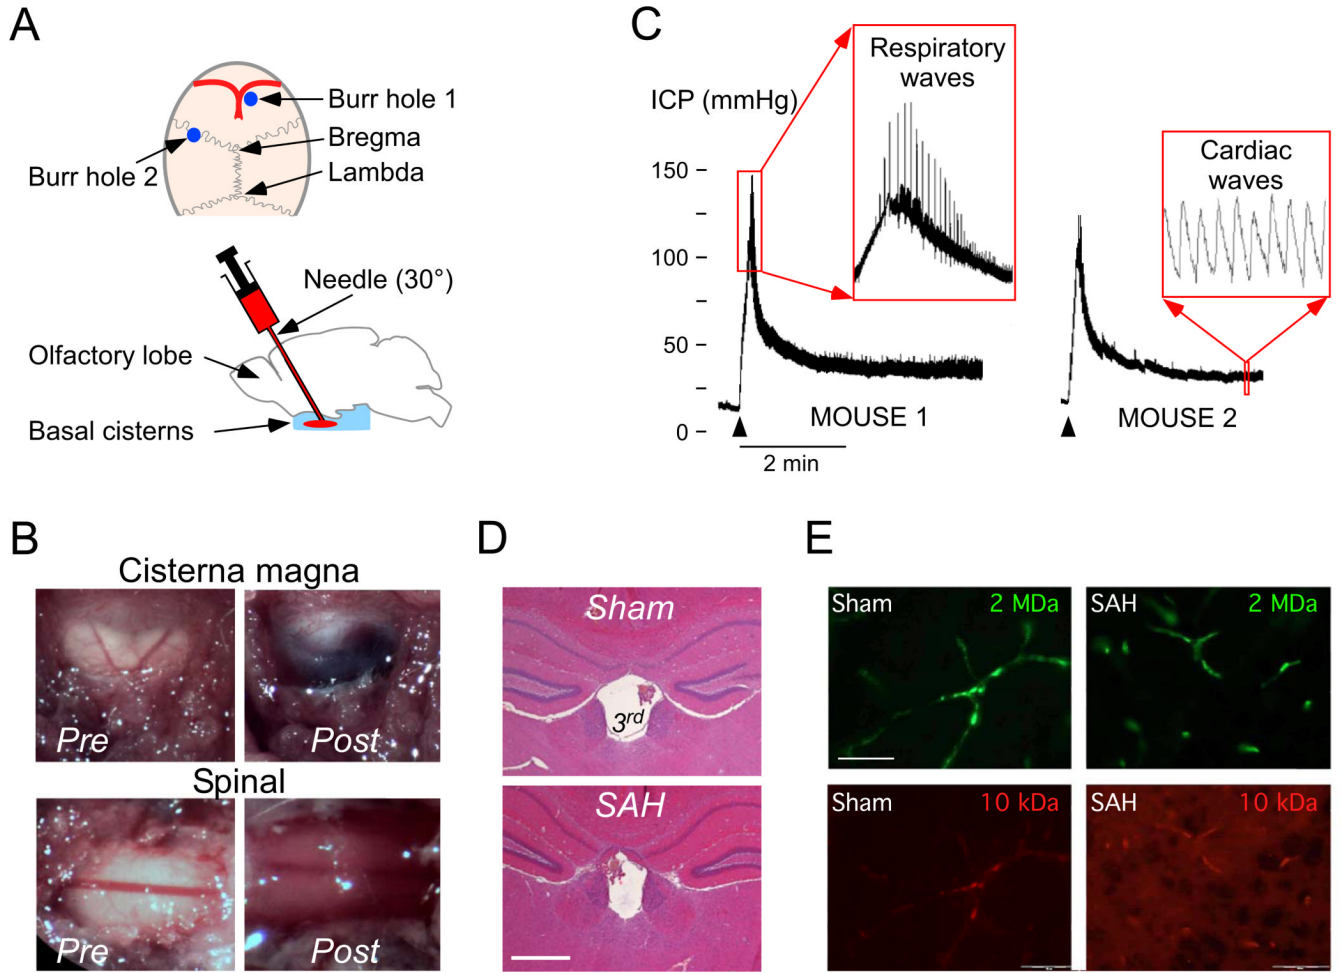 A
Burr hole 1
Bregma
Burr hole 2
Lambda
Needle (30°)
Olfactory lobe
Basal cisterns
C
ICP (mmHg)
150
100
50
0
Respiratory
waves
Cardiac
waves
MOUSE 1
MOUSE 2
2 min
B
Cisterna magna
Pre
Post
Spinal
Pre
Post
D
Sham
3rd
SAH
E
Sham
2 MDa
SAH
2 MDa
Sham
10 kDa
SAH
10 kDa